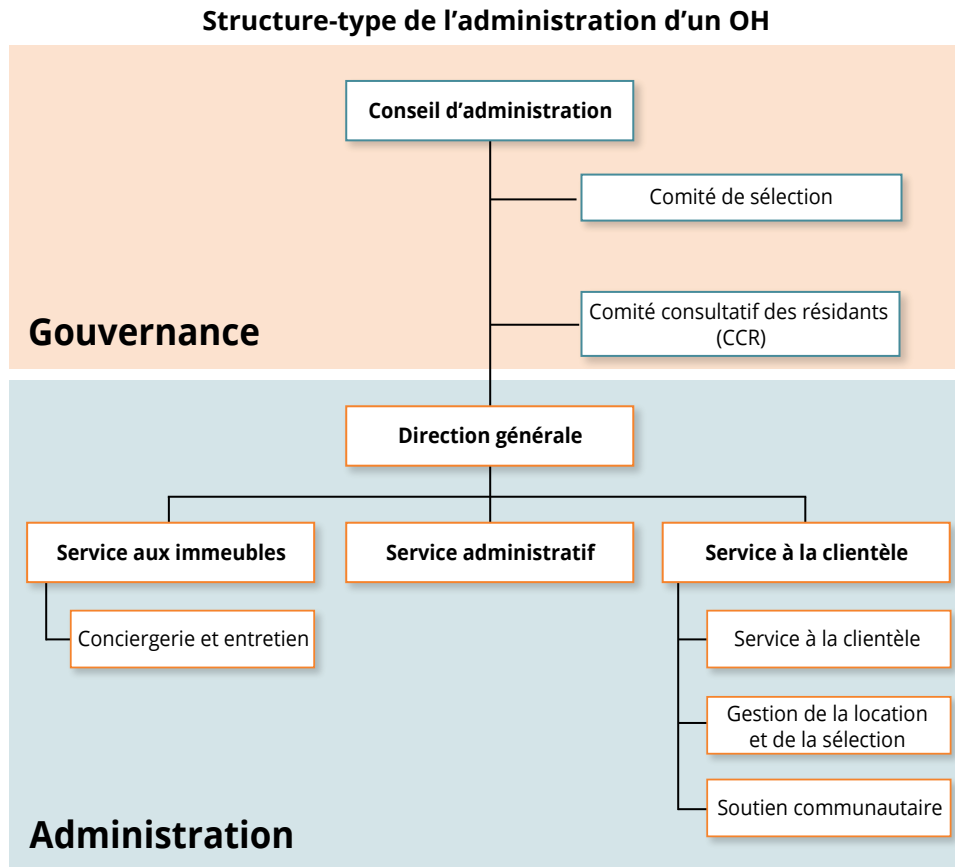 Structure-type de l’administration d’un OH
Conseil d’administration
Comité de sélection
Comité consultatif des résidants
(CCR)
Gouvernance
Direction générale
Service aux immeubles
Service administratif
Service à la clientèle
Conciergerie et entretien
Service à la clientèle
Gestion de la location
et de la sélection
Soutien communautaire
Administration